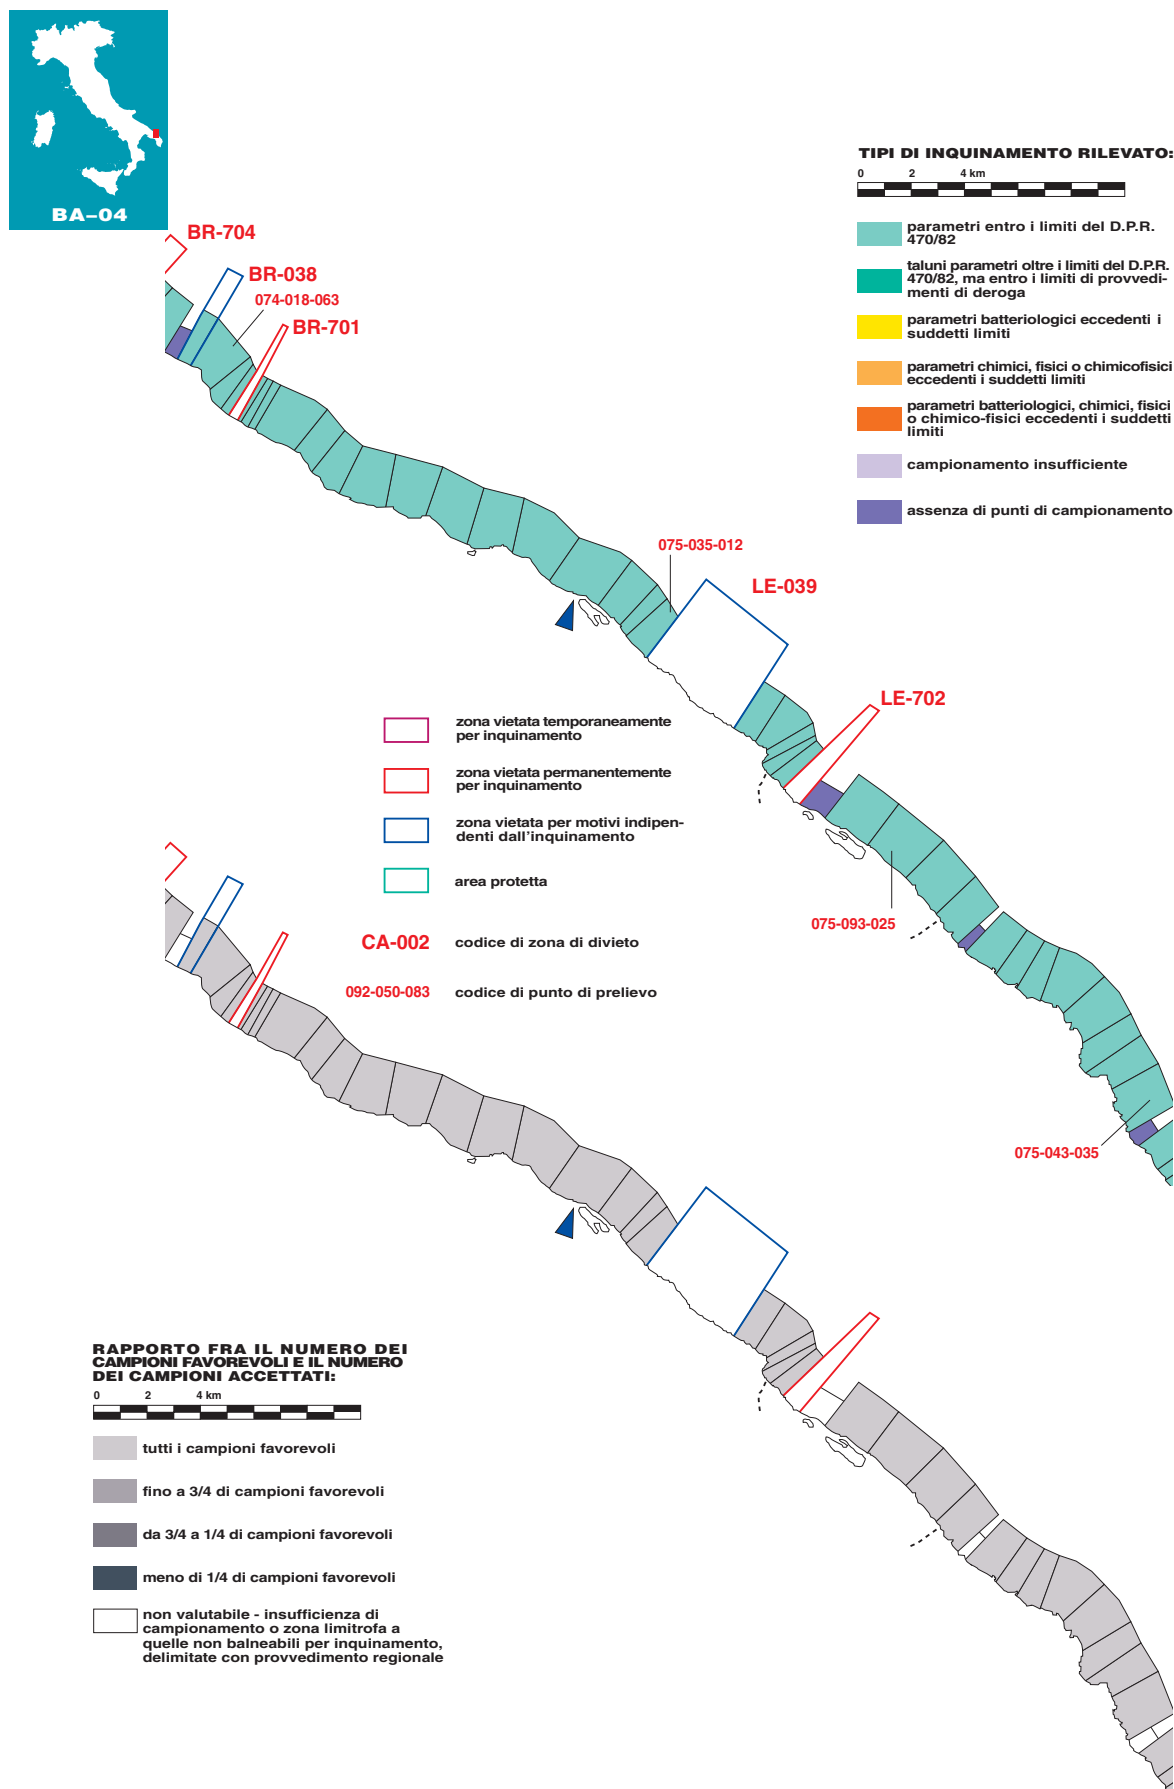 BA–04
TIPI DI INQUINAMENTO RILEVATO:
0 2 4 km
parametri entro i limiti del D.P.R.
470/82
taluni parametri oltre i limiti del D.P.R.
470/82, ma entro i limiti di provvedi-
menti di deroga
parametri batteriologici eccedenti i
suddetti limiti
parametri chimici, fisici o chimicofisici
eccedenti i suddetti limiti
parametri batteriologici, chimici, fisici
o chimico-fisici eccedenti i suddetti
limiti
campionamento insufficiente
assenza di punti di campionamento
BR-704
BR-038
074-018-063
BR-701
075-035-012
LE-039
LE-702
075-093-025
075-043-035
zona vietata temporaneamente
per inquinamento
zona vietata permanentemente
per inquinamento
zona vietata per motivi indipen-
denti dall'inquinamento
area protetta
CA-002 codice di zona di divieto
092-050-083 codice di punto di prelievo
RAPPORTO FRA IL NUMERO DEI
CAMPIONI FAVOREVOLI E IL NUMERO
DEI CAMPIONI ACCETTATI:
0 2 4 km
tutti i campioni favorevoli
fino a 3/4 di campioni favorevoli
da 3/4 a 1/4 di campioni favorevoli
meno di 1/4 di campioni favorevoli
non valutabile - insufficienza di
campionamento o zona limitrofa a
quelle non balneabili per inquinamento,
delimitate con provvedimento regionale